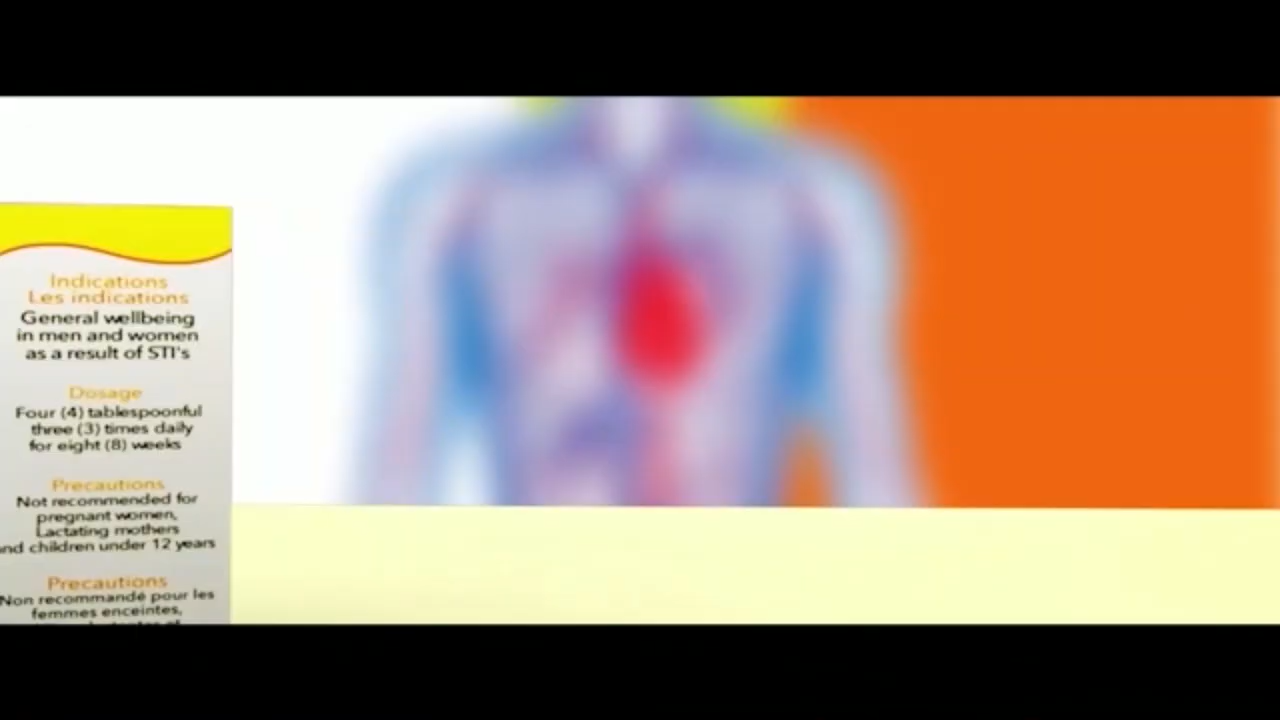 Indications
Les indications
General wellbeing
in men and women
as a result of STI's
Dosage
Four (4) tablespoonful
three (3) times daily
for eight (8) weeks
Precautions
Not recommended for
pregnant women,
Lactating mothers
and children under 12 years
Precautions
Non recommandé pour les
femmes enceintes,